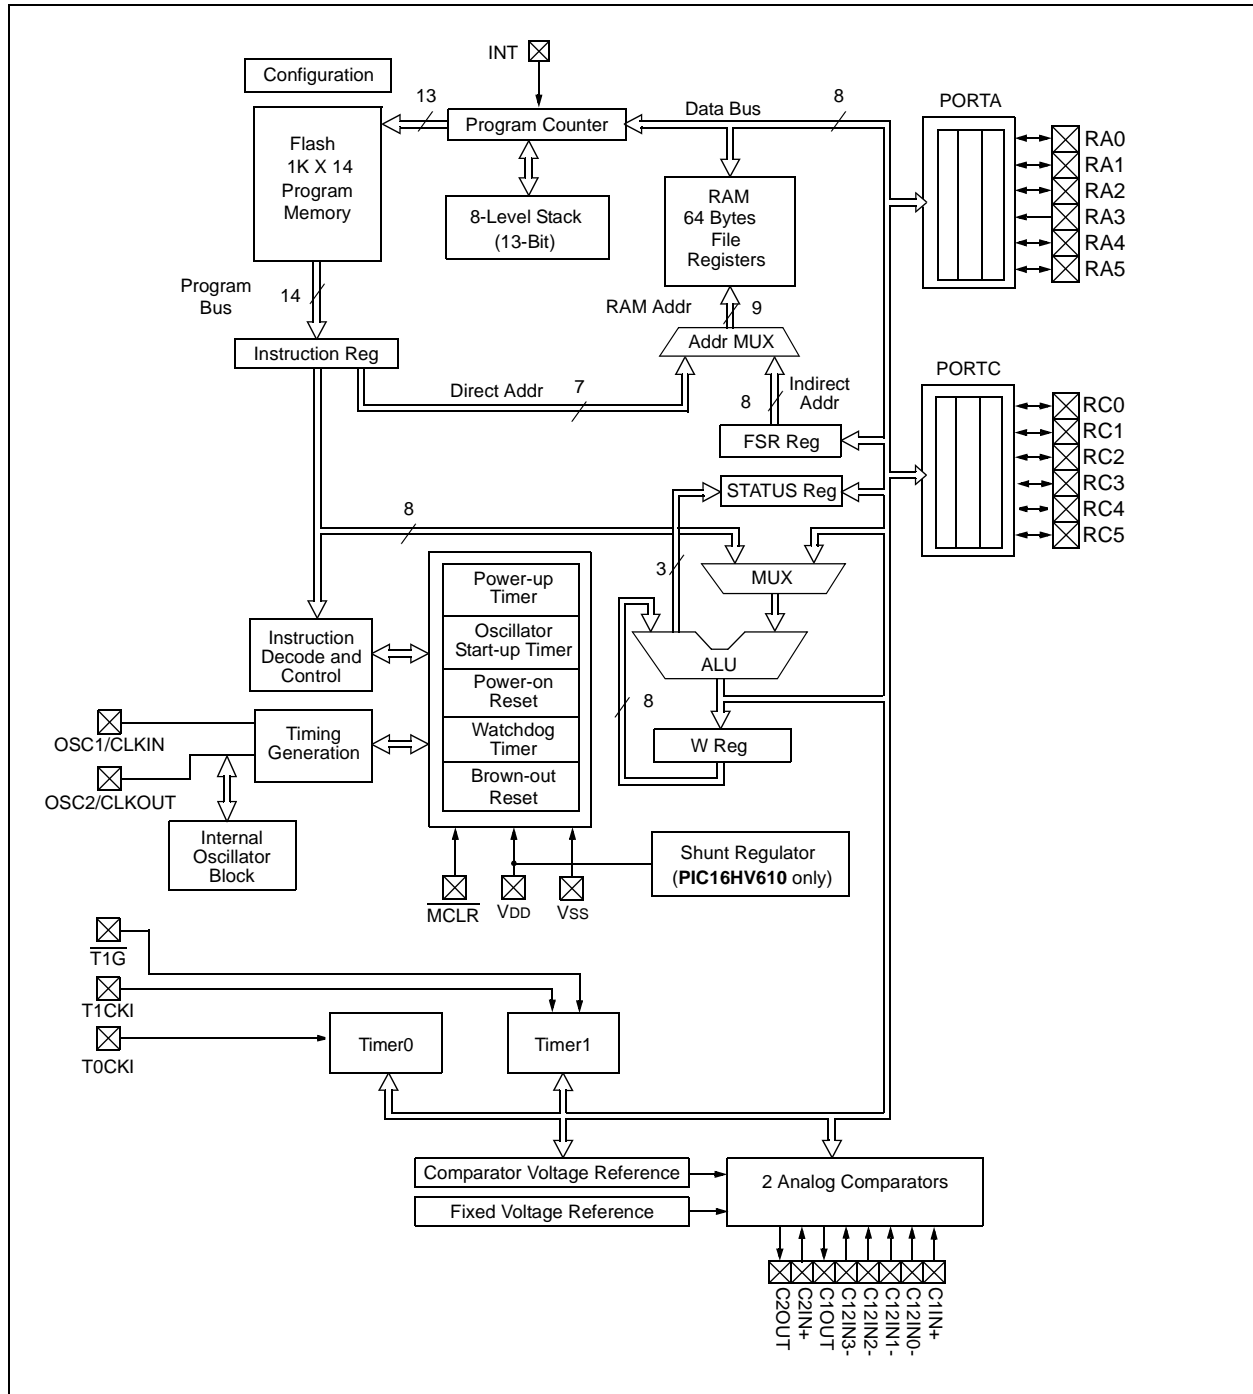 INT
Configuration
13
Data Bus
8
PORTA
Program Counter
Flash
1K X 14
Program
Memory
RA0
RA1
RA2
RA3
RA4
RA5
8-Level Stack
(13-Bit)
RAM
64 Bytes
File
Registers
Program
Bus
14
RAM Addr
9
Addr MUX
Instruction Reg
Direct Addr
7
8
Indirect
Addr
PORTC
RC0
RC1
RC2
RC3
RC4
RC5
FSR Reg
STATUS Reg
8
3
MUX
Power-up
Timer
Oscillator
Start-up Timer
Power-on
Reset
Watchdog
Timer
Brown-out
Reset
Instruction
Decode and
Control
ALU
8
W Reg
OSC1/CLKIN
Timing
Generation
OSC2/CLKOUT
Internal
Oscillator
Block
Shunt Regulator
(PIC16HV610 only)
MCLR
VDD
VSS
T1G
T1CKI
T0CKI
Timer0
Timer1
Comparator Voltage Reference
Fixed Voltage Reference
2 Analog Comparators
C2OUT
C2IN+
C1OUT
C12IN3-
C12IN2-
C12IN1-
C12IN0-
C1IN+